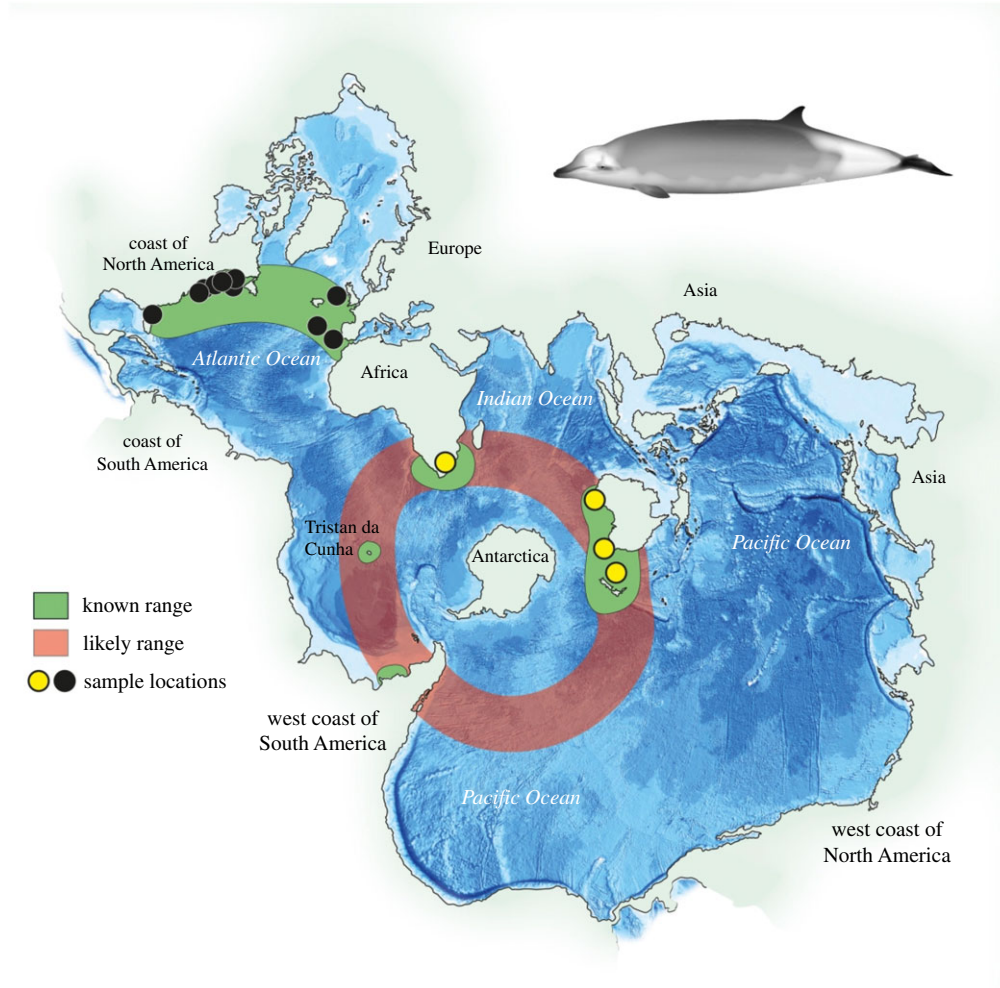 coast of
North America
Europe
Asia
Atlantic Ocean
Africa
Indian Ocean
coast of
South America
Asia
Tristan da
Cunha
Antarctica
Pacific Ocean
known range
likely range
sample locations
west coast of
South America
Pacific Ocean
west coast of
North America